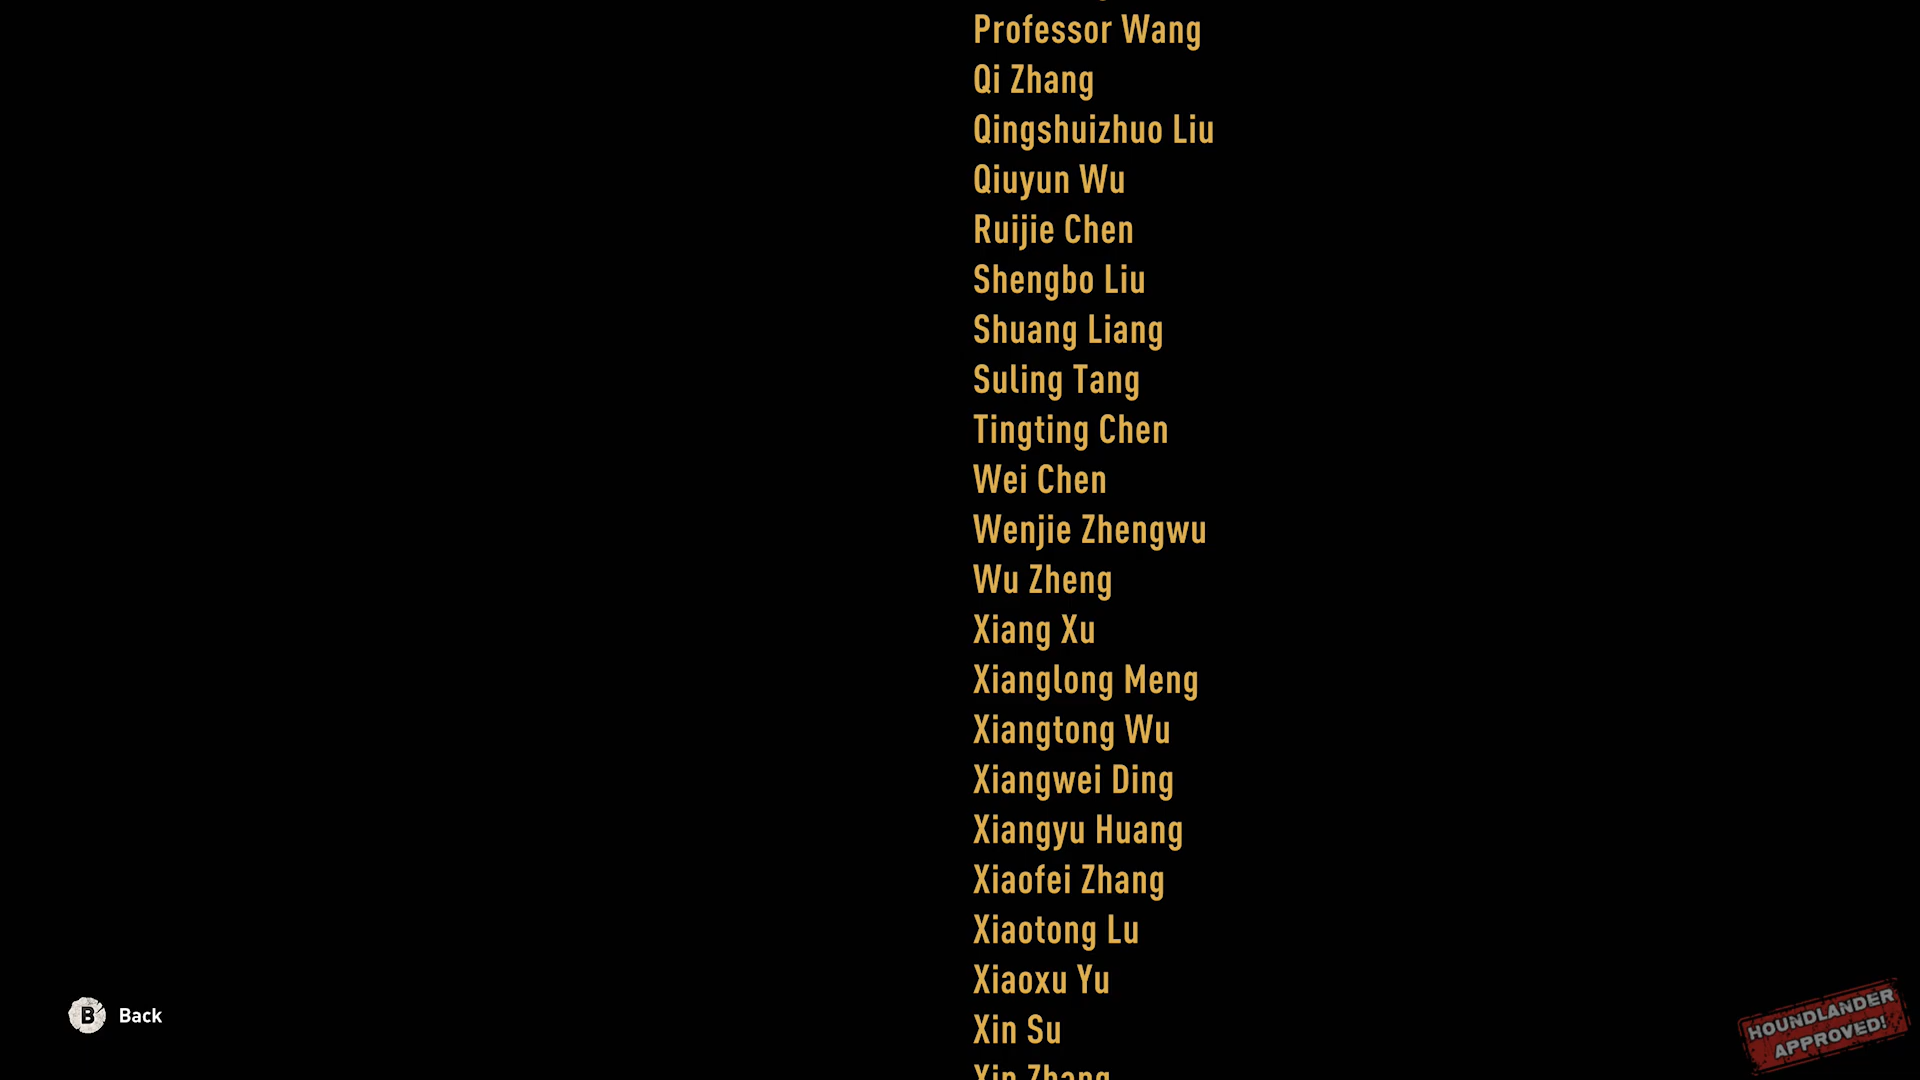 Professor Wang
Qi Zhang
Qingshuizhuo Liu
Qiuyun Wu
Ruijie Chen
Shengbo Liu
Shuang Liang
Suling Tang
Tingting Chen
Wei Chen
Wenjie Zhengwu
Wu Zheng
Xiang Xu
Xianglong Meng
Xiangtong Wu
Xiangwei Ding
Xiangyu Huang
Xiaofei Zhang
Xiaotong Lu
Xiaoxu Yu
Xin Su
Xin Zhang
B Back
HOUNDLANDER
APPROVED!